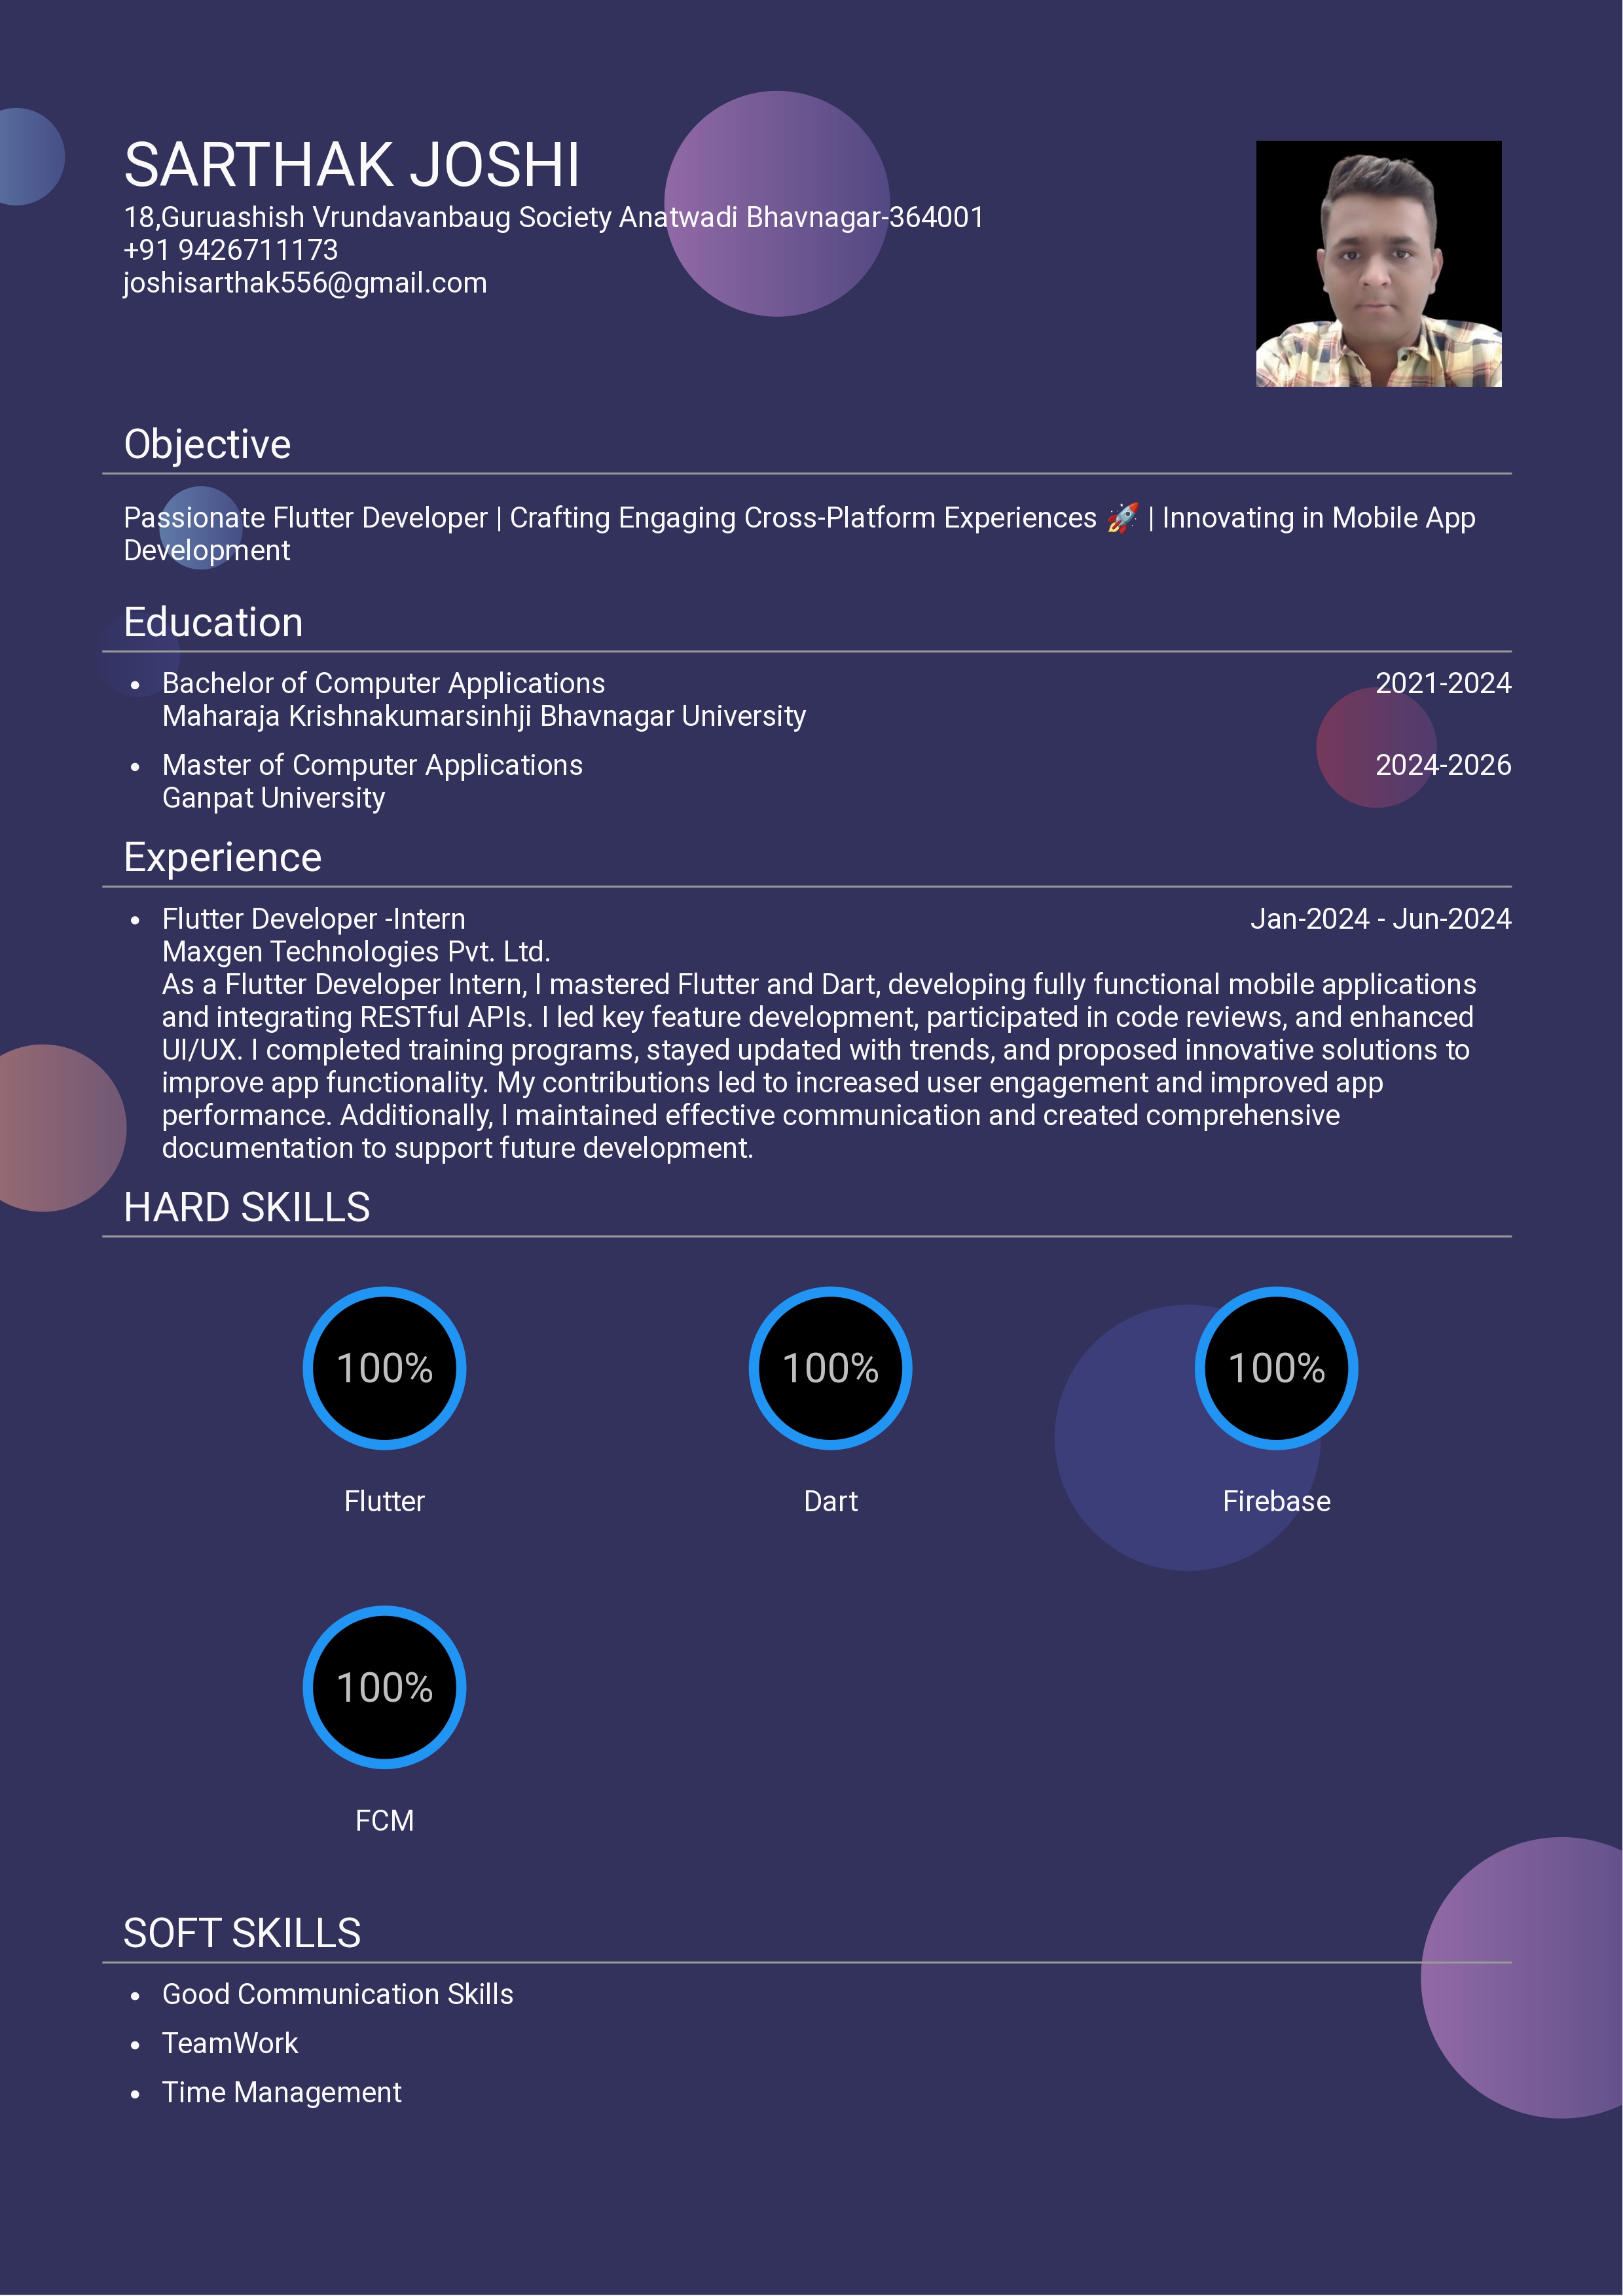 SARTHAK JOSHI
18,Guruashish Vrundavanbaug Society Anatwadi Bhavnagar-364001
+91 9426711173
joshisarthak556@gmail.com
Objective
Passionate Flutter Developer | Crafting Engaging Cross-Platform Experiences 🚀 | Innovating in Mobile App
Development
Education
• Bachelor of Computer Applications 2021-2024
Maharaja Krishnakumarsinhji Bhavnagar University
• Master of Computer Applications 2024-2026
Ganpat University
Experience
• Flutter Developer -Intern Jan-2024 - Jun-2024
Maxgen Technologies Pvt. Ltd.
As a Flutter Developer Intern, I mastered Flutter and Dart, developing fully functional mobile applications
and integrating RESTful APIs. I led key feature development, participated in code reviews, and enhanced
UI/UX. I completed training programs, stayed updated with trends, and proposed innovative solutions to
improve app functionality. My contributions led to increased user engagement and improved app
performance. Additionally, I maintained effective communication and created comprehensive
documentation to support future development.
HARD SKILLS
100% 100% 100%
Flutter Dart Firebase
100%
FCM
SOFT SKILLS
• Good Communication Skills
• TeamWork
• Time Management